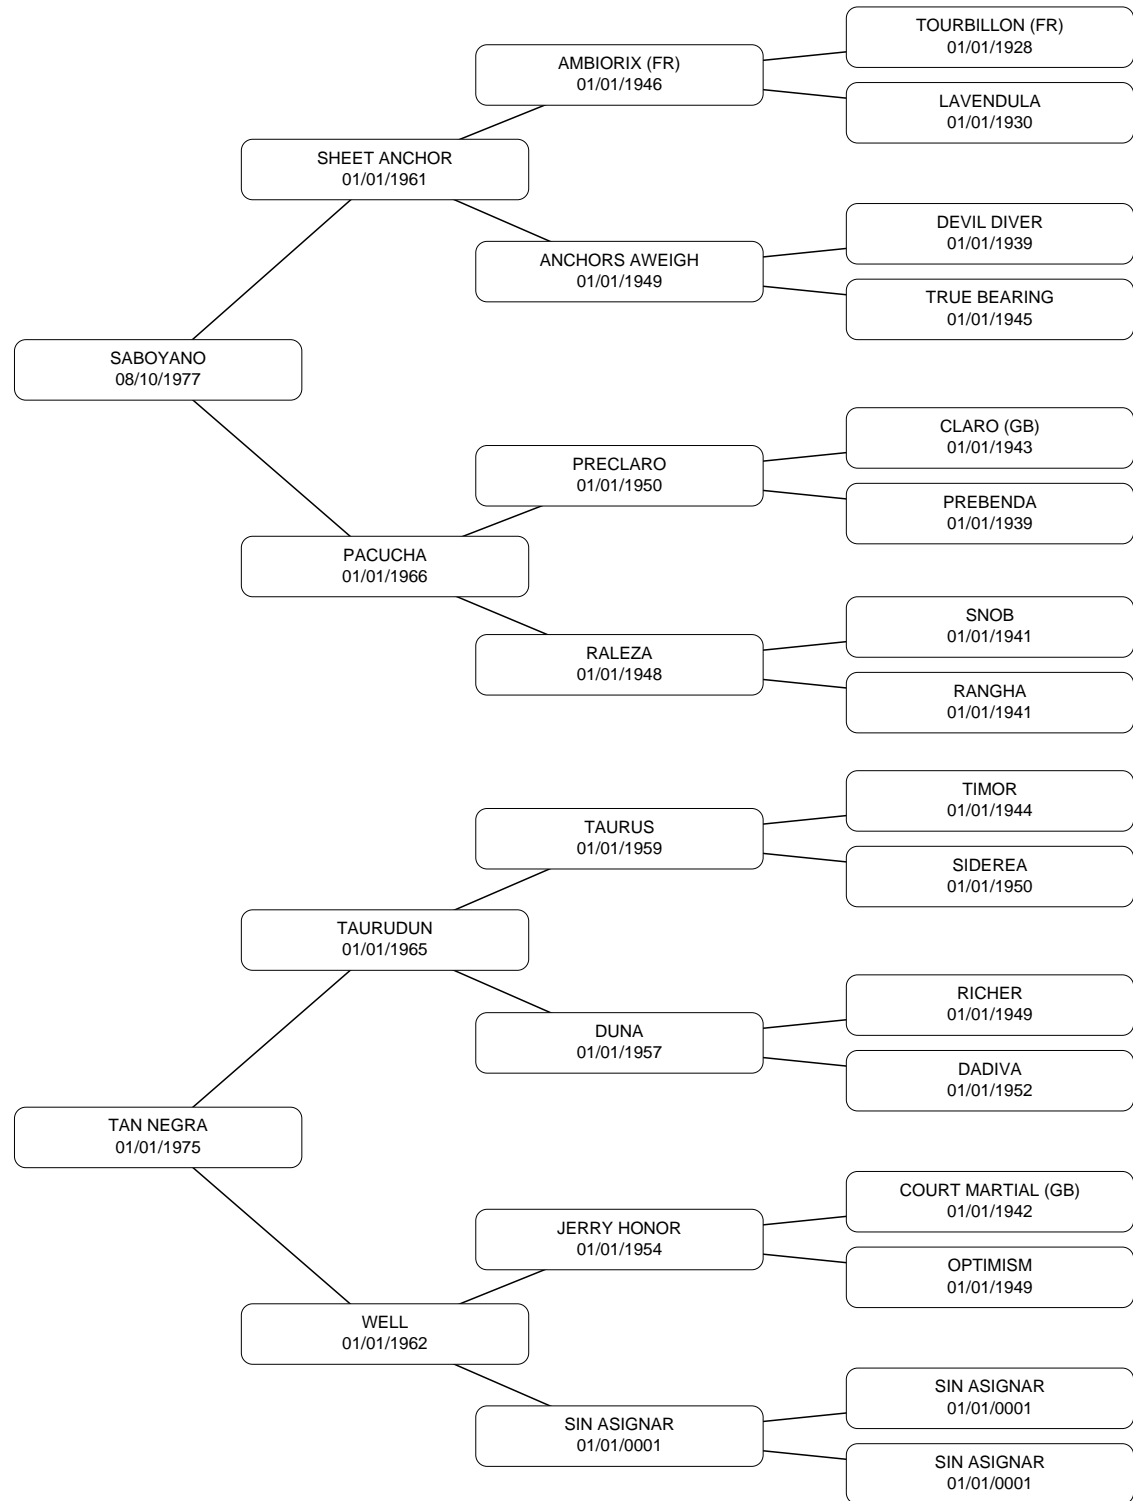 TOURBILLON (FR)
01/01/1928
AMBIORIX (FR)
01/01/1946
LAVENDULA
01/01/1930
SHEET ANCHOR
01/01/1961
DEVIL DIVER
01/01/1939
ANCHORS AWEIGH
01/01/1949
TRUE BEARING
01/01/1945
SABOYANO
08/10/1977
CLARO (GB)
01/01/1943
PRECLARO
01/01/1950
PREBENDA
01/01/1939
PACUCHA
01/01/1966
SNOB
01/01/1941
RALEZA
01/01/1948
RANGHA
01/01/1941
TIMOR
01/01/1944
TAURUS
01/01/1959
SIDEREA
01/01/1950
TAURUDUN
01/01/1965
RICHER
01/01/1949
DUNA
01/01/1957
DADIVA
01/01/1952
TAN NEGRA
01/01/1975
COURT MARTIAL (GB)
01/01/1942
JERRY HONOR
01/01/1954
OPTIMISM
01/01/1949
WELL
01/01/1962
SIN ASIGNAR
01/01/0001
SIN ASIGNAR
01/01/0001
SIN ASIGNAR
01/01/0001